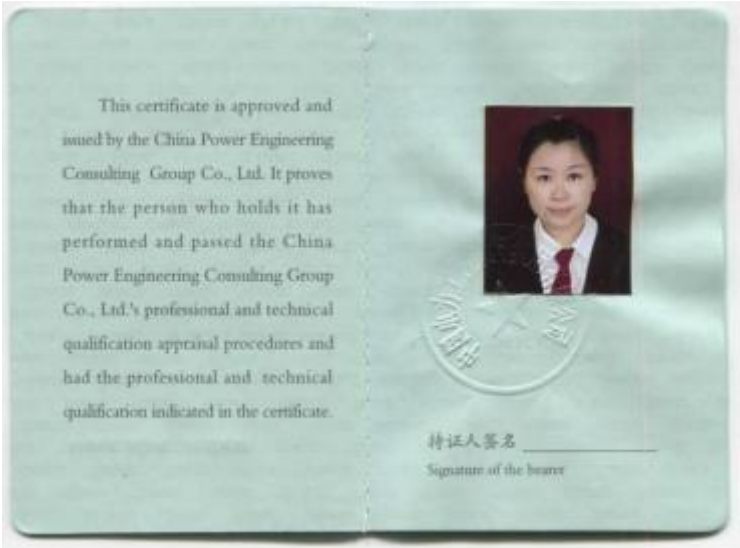 This certificate is approved and
issued by the China Power Engineering
Consulting Group Co., Ltd. It proves
that the person who holds it has
performed and passed the China
Power Engineering Consulting Group
Co., Ltd.'s professional and technical
qualification appraisal procedures and
had the professional and technical
qualification indicated in the certificate.
持证人签名
Signature of the bearer